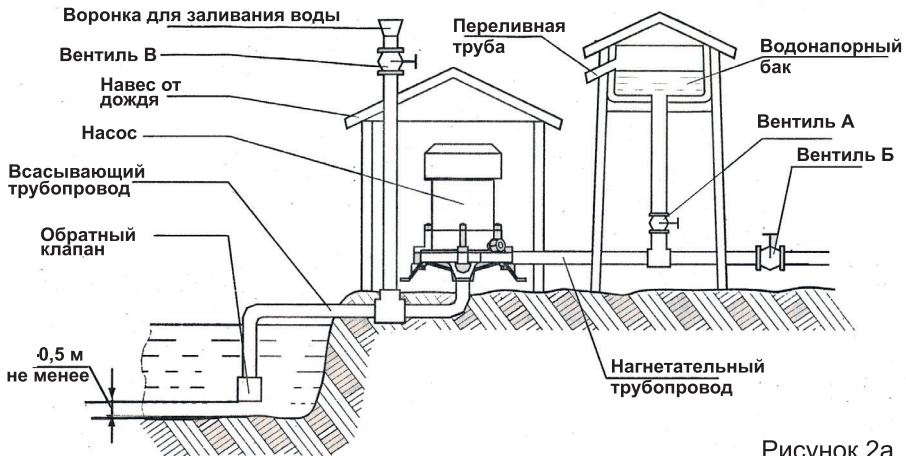 Воронка для заливания воды
Вентиль В
Навес от
дождя
Насос
Всасывающий
трубопровод
Обратный
клапан
0,5 м
не менее
Переливная
труба
Водонапорный
бак
Вентиль А
Вентиль Б
Нагнетательный
трубопровод
Рисунок 2а